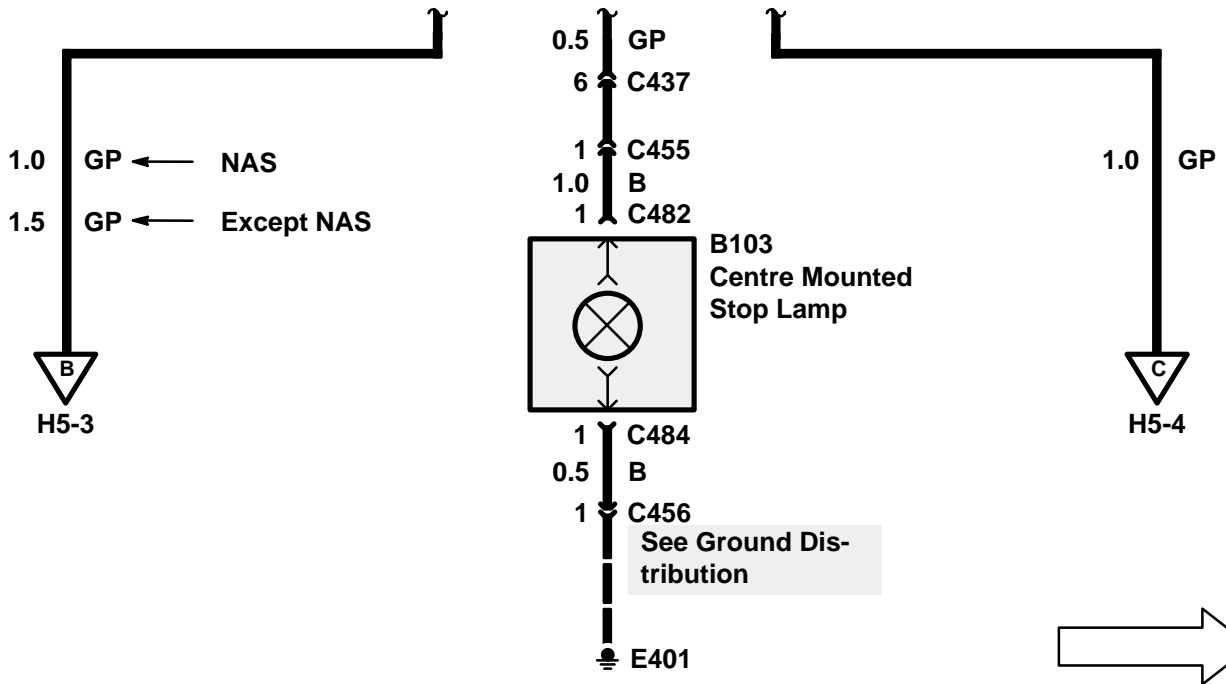 0.5 GP
6 C437
1.0 GP NAS
1 C455
1.0 GP
1.0 B
1.5 GP Except NAS
1 C482
B103
Centre Mounted
Stop Lamp
B
H5-3
C
H5-4
1 C484
0.5 B
1 C456
See Ground Dis-
tribution
E401